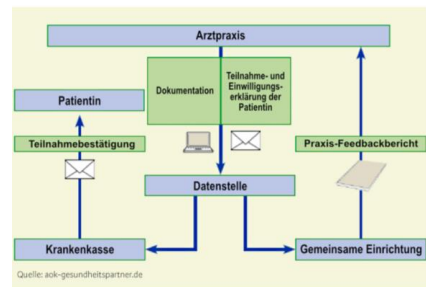 Arztpraxis
Dokumentation
Teilnahme- und
Einwilligungs-
erklärung der
Patientin
Patientin
Teilnahmebestätigung
Praxis-Feedbackbericht
Datenstelle
Krankenkasse
Gemeinsame Einrichtung
Quelle: aok-gesundheitspartner.de